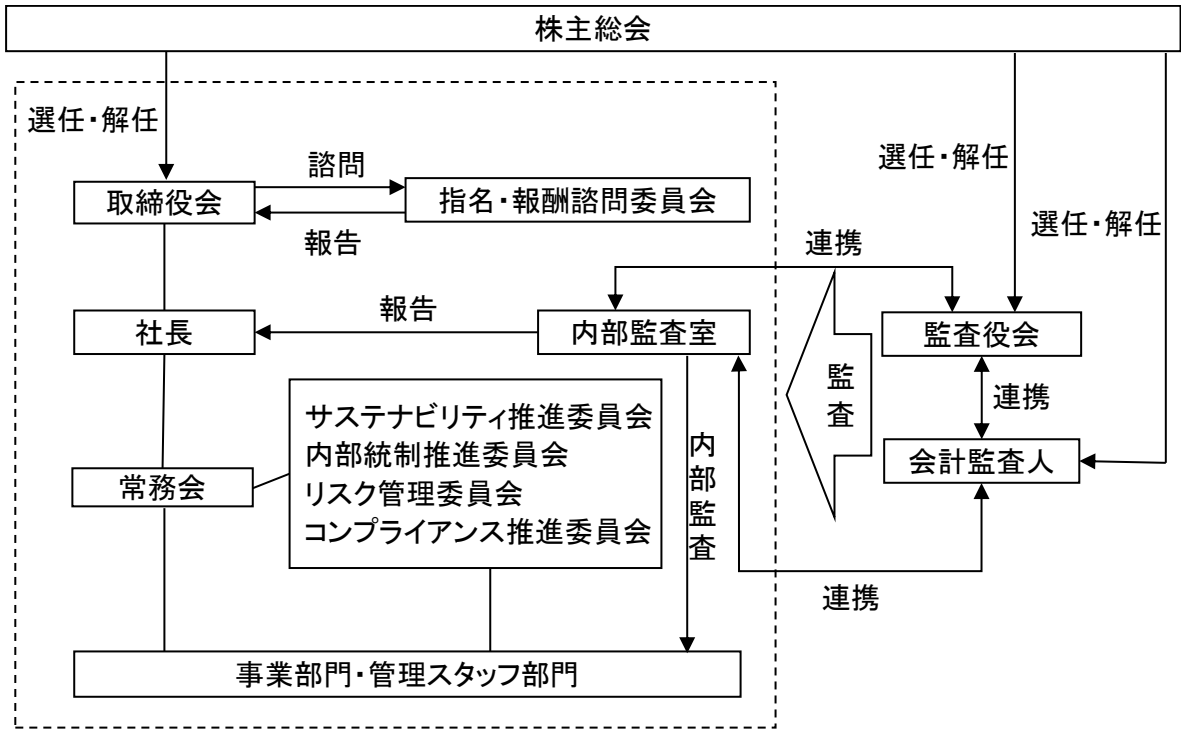 株主総会
選任・解任
選任・解任
選任・解任
諮問
取締役会
指名・報酬諮問委員会
報告
連携
報告
社長
内部監査室
監査役会
監査
連携
サステナビリティ推進委員会
内部統制推進委員会
リスク管理委員会
コンプライアンス推進委員会
内部監査
常務会
会計監査人
連携
事業部門・管理スタッフ部門